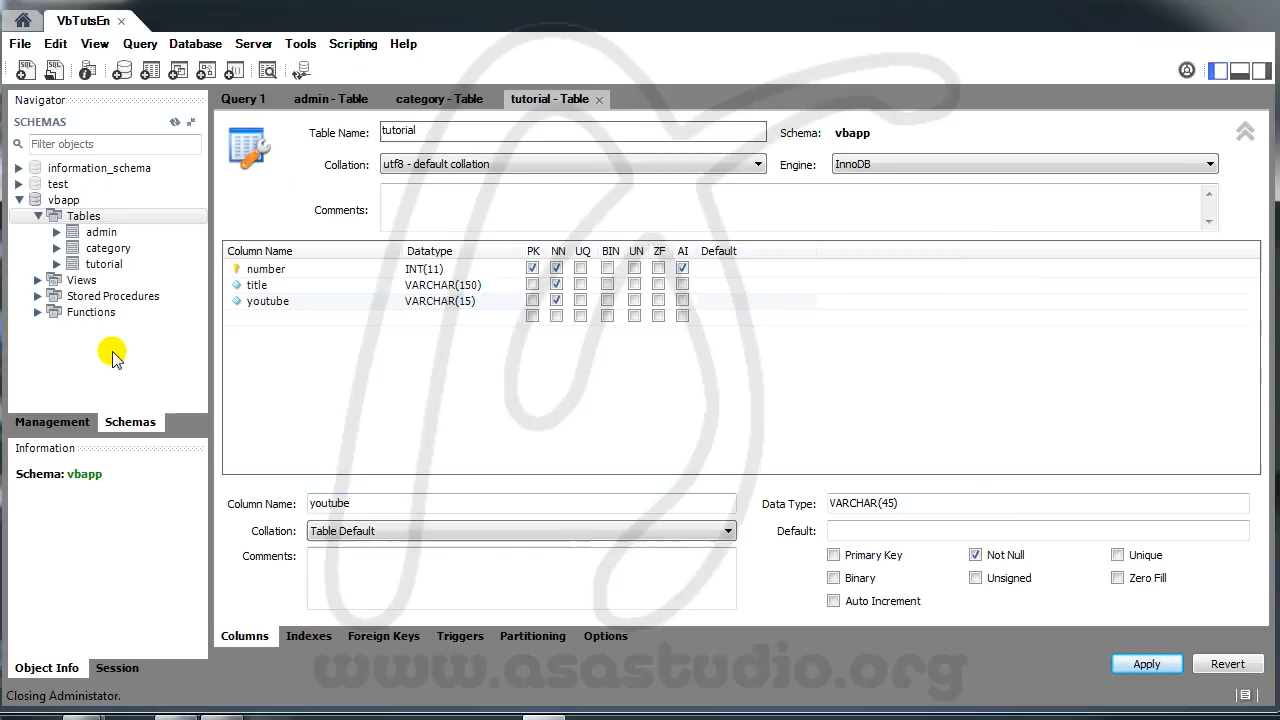 VbTutsEn
File Edit View Query Database Server Tools Scripting Help
Navigator
SCHEMAS
Filter objects
information_schema
test
vbapp
Tables
admin
category
tutorial
Views
Stored Procedures
Functions
Management Schemas
Information
Schema: vbapp
Object Info Session
Closing Administator.
Query 1 admin - Table category - Table tutorial - Table
Table Name: tutorial Schema: vbapp
Collation: utf8 - default collation Engine: InnoDB
Comments:
Column Name Datatype PK NN UQ BIN UN ZF AI Default
number INT(11)
title VARCHAR(150)
youtube VARCHAR(15)
Column Name: youtube Data Type: VARCHAR(45)
Collation: Table Default Default:
Comments: Primary Key Not Null Unique
Binary Unsigned Zero Fill
Auto Increment
Columns Indexes Foreign Keys Triggers Partitioning Options
www.asastudio.org
Apply Revert